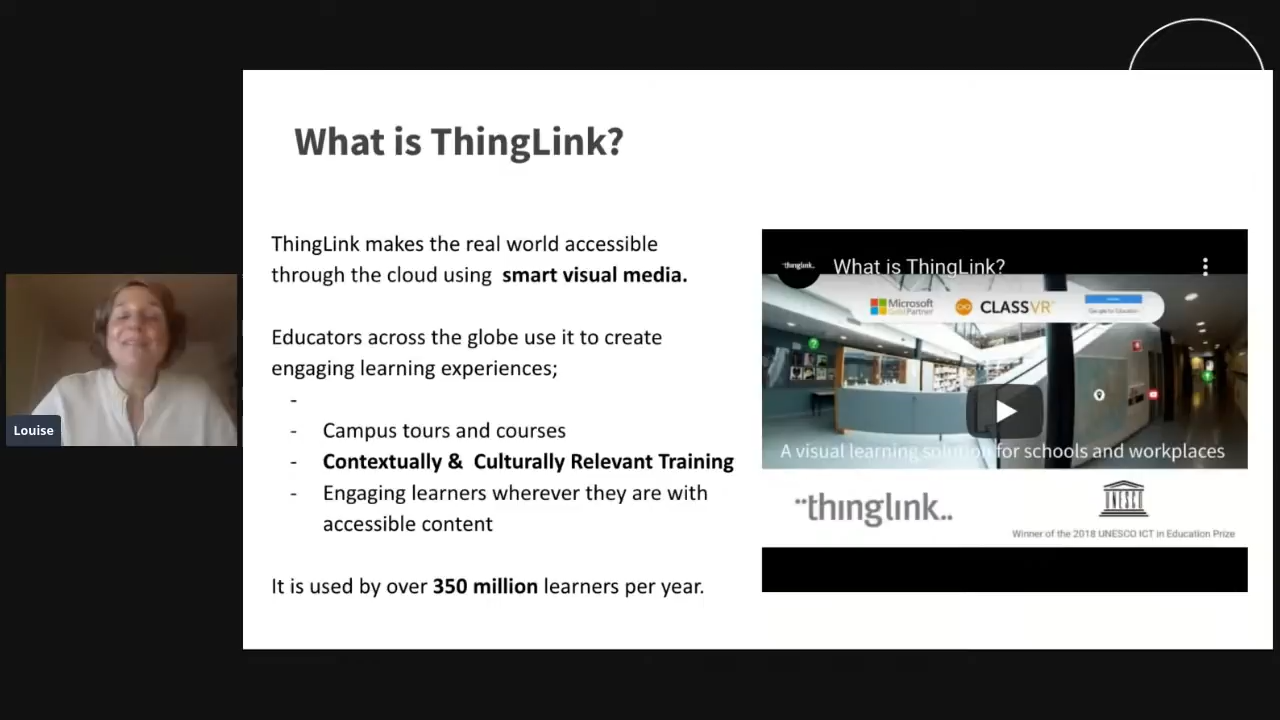 What is ThingLink?
ThingLink makes the real world accessible
through the cloud using smart visual media.
Educators across the globe use it to create
engaging learning experiences;
-
- Campus tours and courses
- Contextually & Culturally Relevant Training
- Engaging learners wherever they are with
accessible content
It is used by over 350 million learners per year.
Louise
¨thinglink.. What is ThingLink?
Microsoft
Partner
CLASSVR
Google for Education
A visual learning solution for schools and workplaces
¨thinglink..
UNESCO
Winner of the 2018 UNESCO ICT in Education Prize